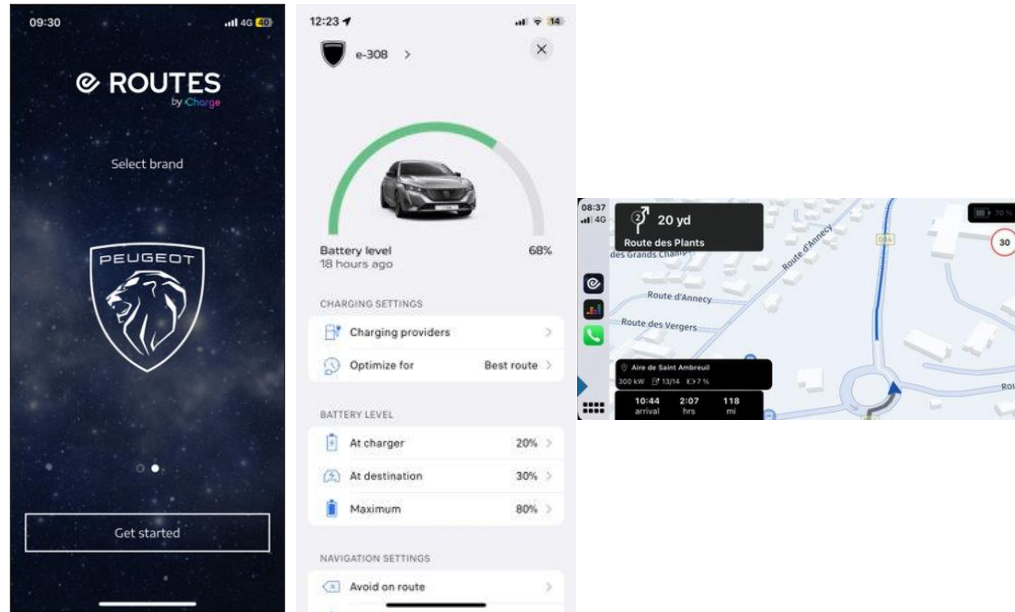 09:30
4G 40
ROUTES
by Charge
Select brand
PEUGEOT
Get started
12:23
14
e-308 >
Battery level 68%
18 hours ago
CHARGING SETTINGS
Charging providers >
Optimize for Best route >
BATTERY LEVEL
At charger 20% >
At destination 30% >
Maximum 80% >
NAVIGATION SETTINGS
Avoid on route >
08:37
4G
2 20 yd
Route des Plants
des Grands Champs
Route d'Annecy
D14
70 %
30
Route d'Annecy
Route des Vergers
Aire de Saint Ambreuil
300 kW 13/14 7 %
10:44 2:07 118
arrival hrs mi
Rou